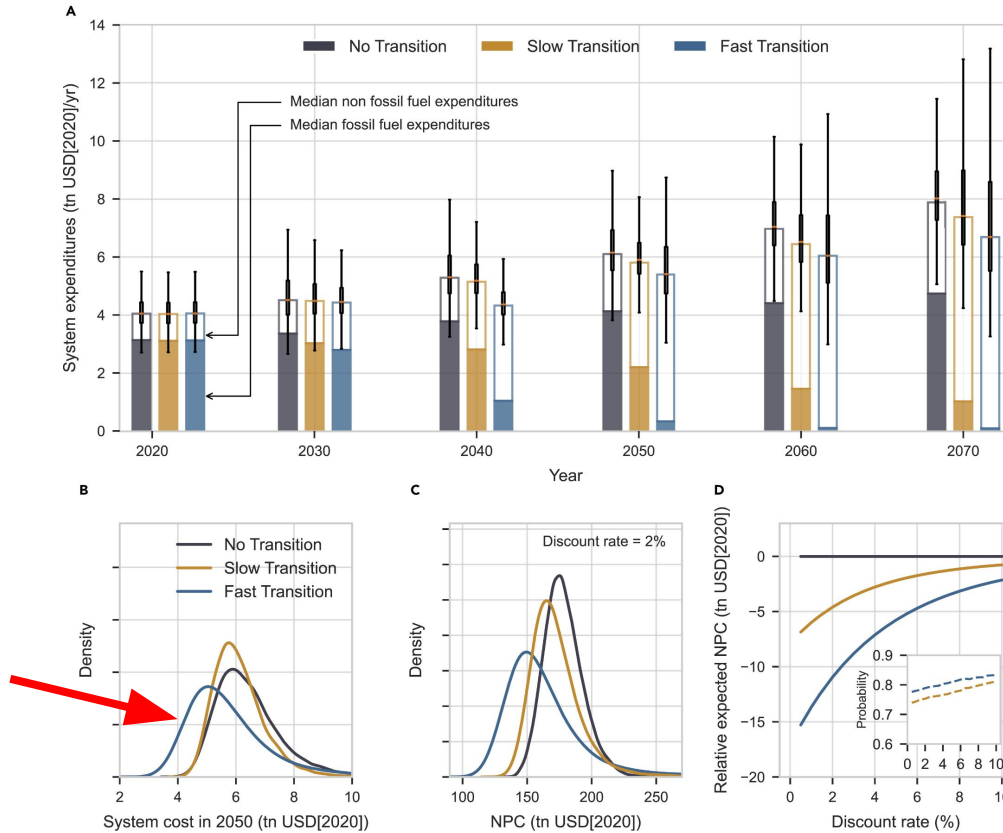 A
14
12
10
8
6
4
2
0
System expenditures (tn USD[2020]/yr)
No Transition
Slow Transition
Fast Transition
Median non fossil fuel expenditures
Median fossil fuel expenditures
2020 2030 2040 2050 2060 2070
Year
B
Density
No Transition
Slow Transition
Fast Transition
2 4 6 8 10
System cost in 2050 (tn USD[2020])
C
Density
Discount rate = 2%
100 150 200 250
NPC (tn USD[2020])
D
Relative expected NPC (tn USD[2020])
0
−5
−10
−15
−20
Probability
0.9
0.8
0.7
0.6
0 2 4 6 8 10
0 2 4 6 8 10
Discount rate (%)